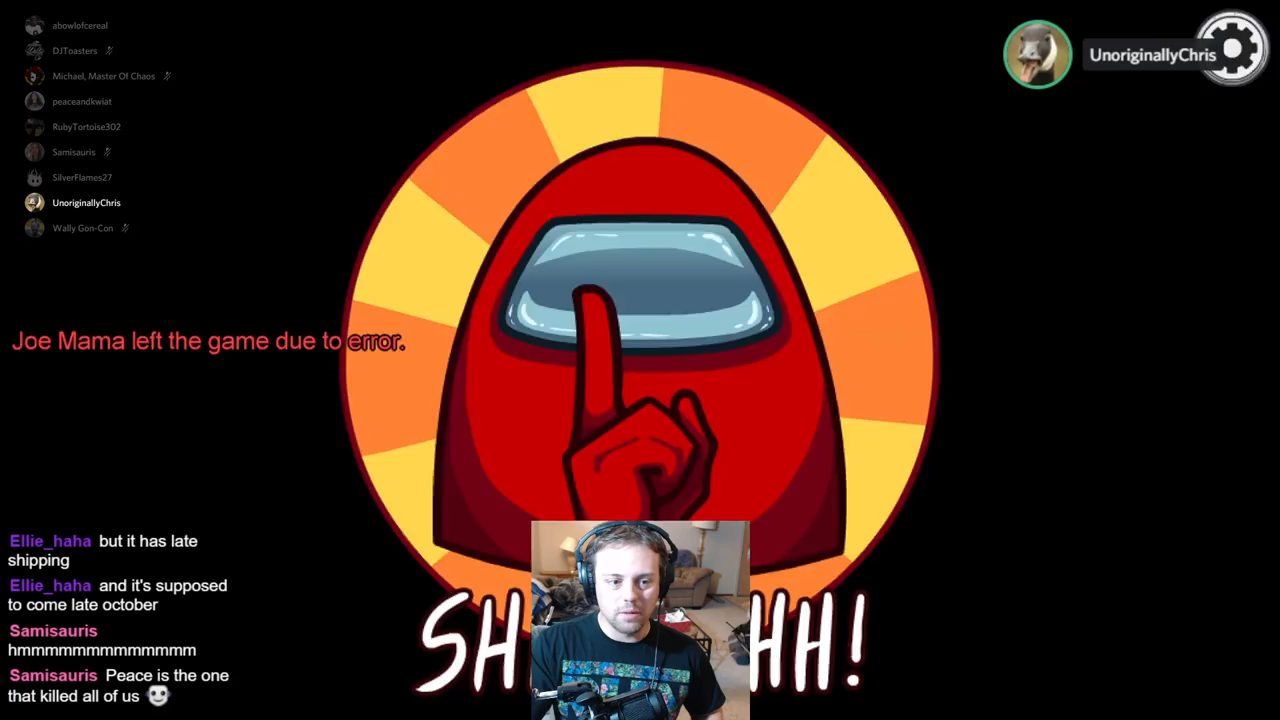 abowlofcereal
DJToasters
Michael, Master Of Chaos
peaceandkwiat
RubyTortoise302
Samisauris
SilverFlames27
UnoriginallyChris
Wally Gon-Con
UnoriginallyChris
Joe Mama left the game due to error.
Ellie_haha but it has late
shipping
Ellie_haha and it's supposed
to come late october
Samisauris
hmmmmmmmmmmmmm
Samisauris Peace is the one
that killed all of us
SH HH!